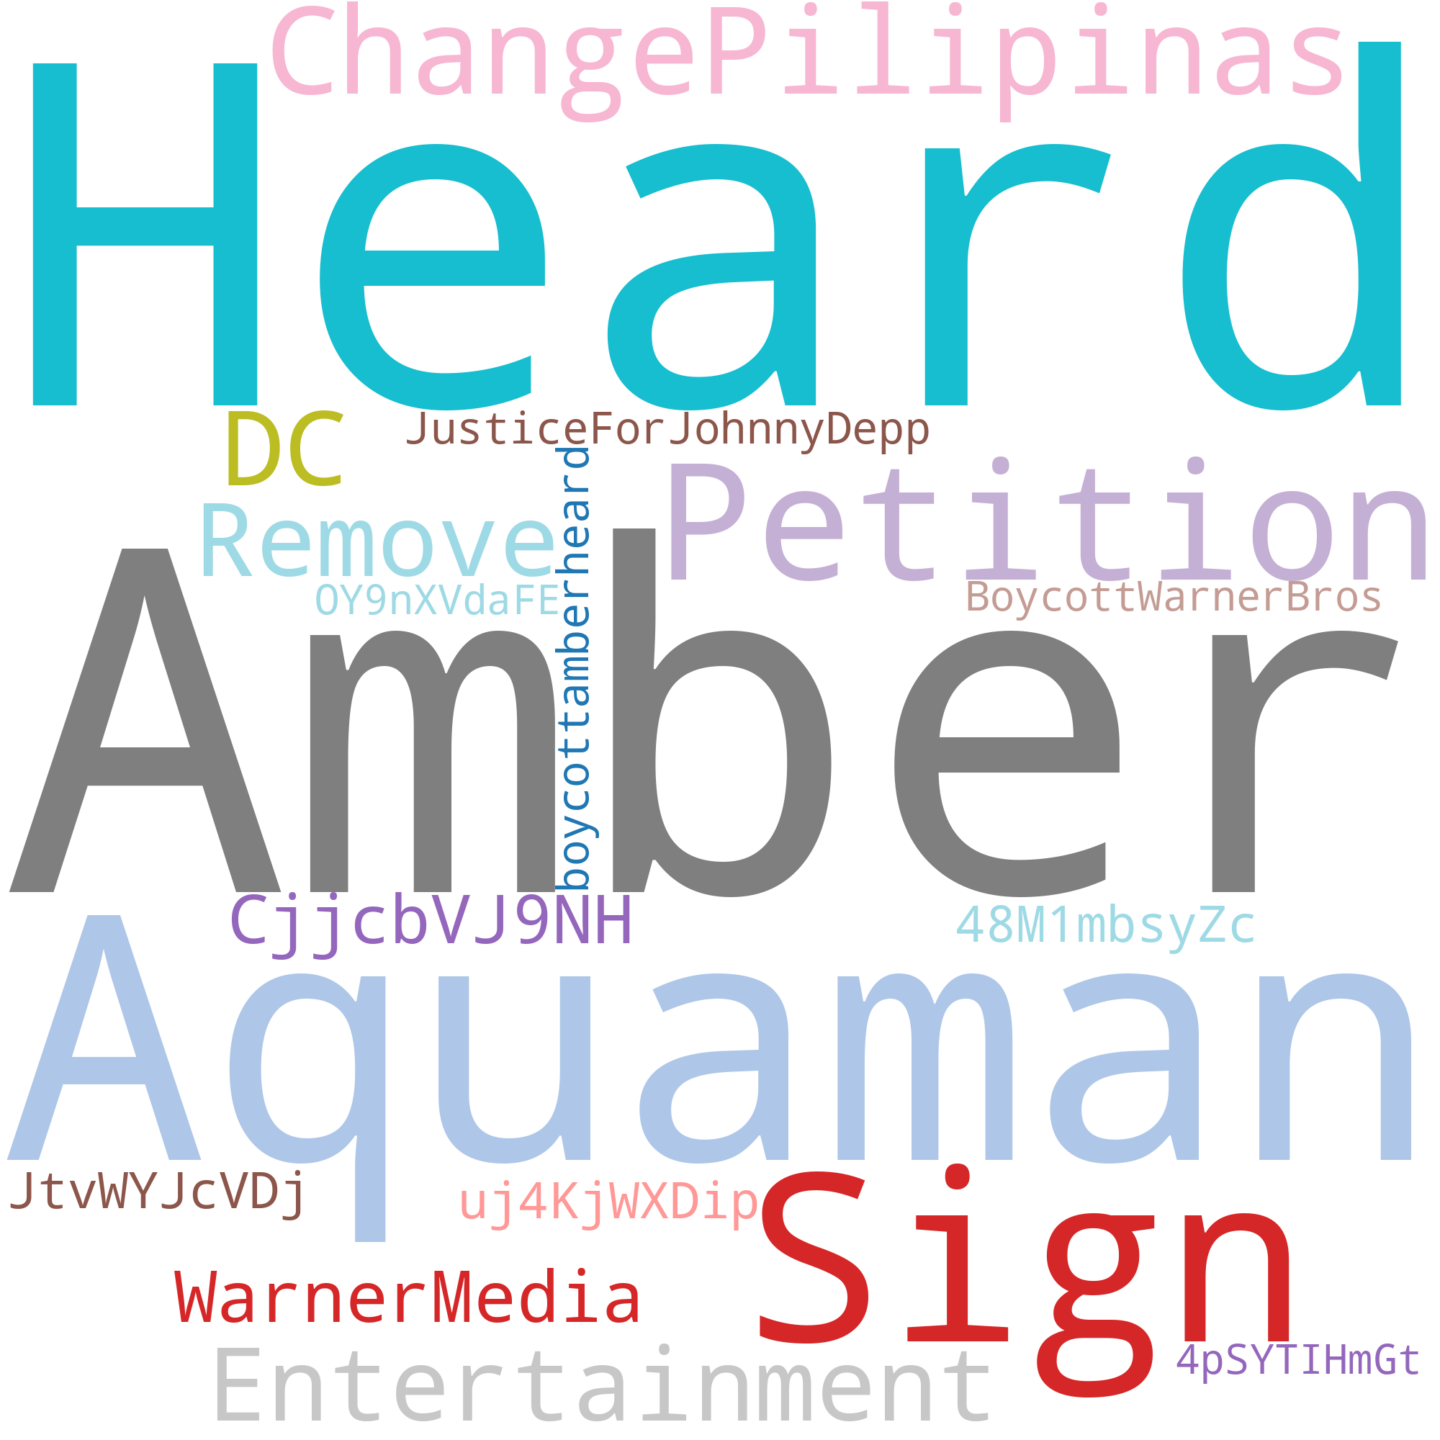 ChangePilipinas
Heard
DC
JusticeForJohnnyDepp
Petition
Remove
boycottamberheard
OY9nXVdaFE
BoycottWarnerBros
Amber
CjjcbVJ9NH
48M1mbsyZc
Aquaman
JtvWYJcVDj
uj4KjWXDip
Sign
WarnerMedia
Entertainment
4pSYTIHmGt